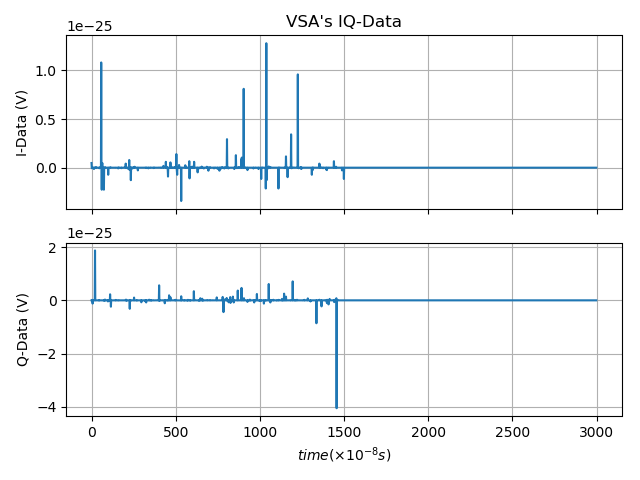 VSA's IQ-Data
1e−25
1.0
0.5
0.0
I-Data (V)
1e−25
2
0
−2
−4
Q-Data (V)
0 500 1000 1500 2000 2500 3000
time(×10⁻⁸s)